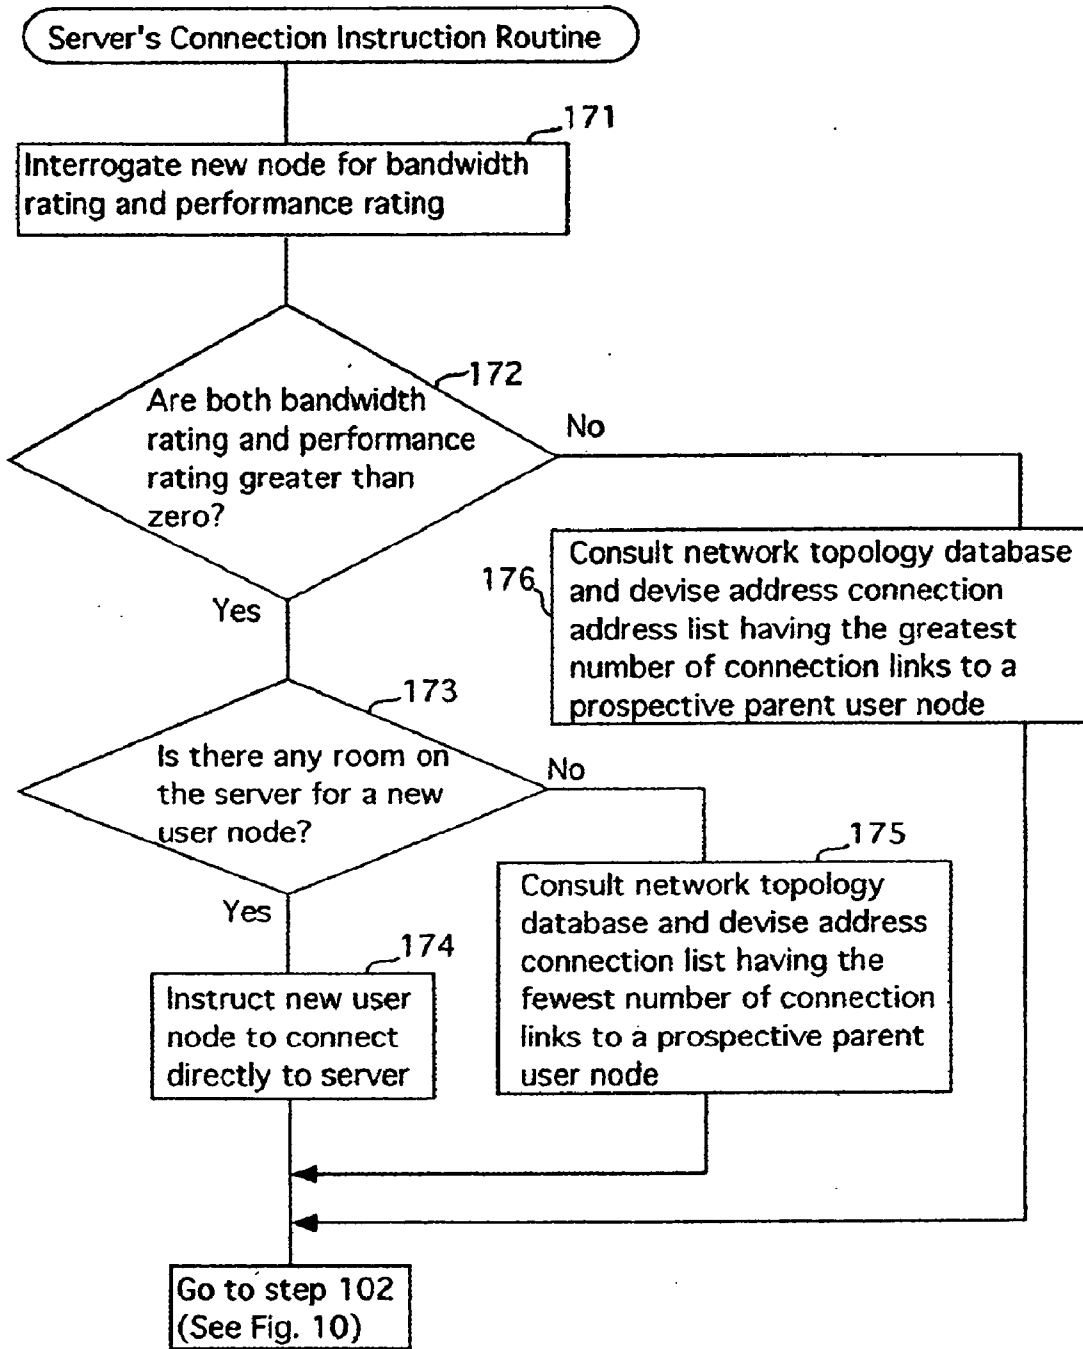 Server's Connection Instruction Routine
171
Interrogate new node for bandwidth
rating and performance rating
172
Are both bandwidth
rating and performance
rating greater than
zero?
No
Yes
176
Consult network topology database
and devise address connection
address list having the greatest
number of connection links to a
prospective parent user node
173
Is there any room on
the server for a new
user node?
No
Yes
175
Consult network topology
database and devise address
connection list having the
fewest number of connection
links to a prospective parent
user node
174
Instruct new user
node to connect
directly to server
Go to step 102
(See Fig. 10)